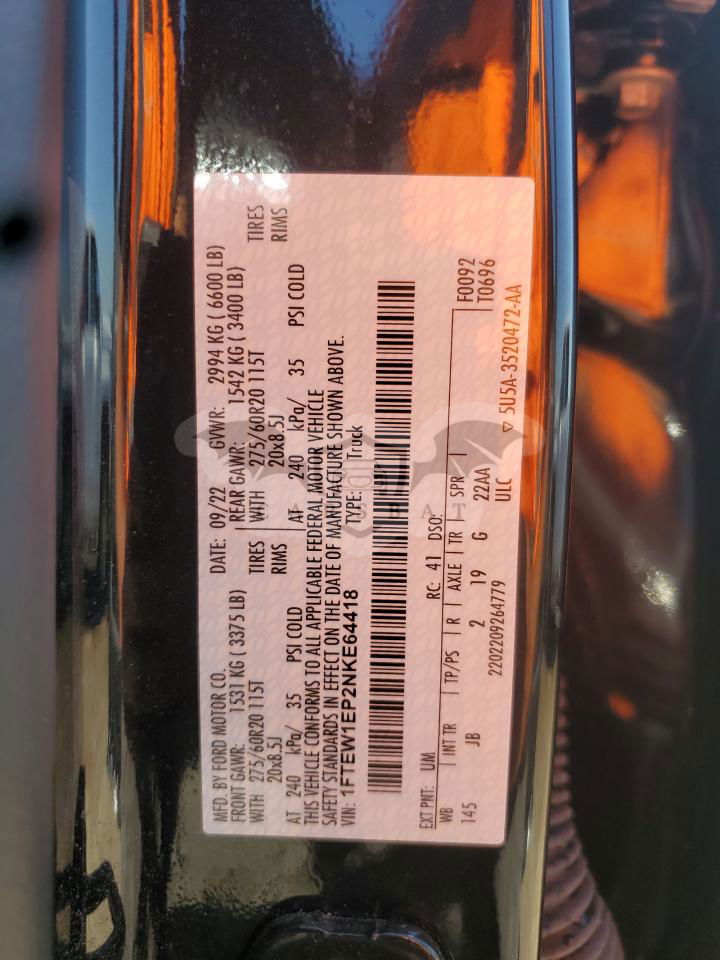 MFD. BY FORD MOTOR CO. DATE: 09/22 GVWR: 2994 KG ( 6600 LB)
FRONT GAWR: 1531 KG ( 3375 LB) REAR GAWR: 1542 KG ( 3400 LB)
WITH 275/60R20 115T TIRES WITH 275/60R20 115T TIRES
20x8.5J RIMS 20x8.5J RIMS
AT 240 kPa/ 35 PSI COLD AT 240 kPa/ 35 PSI COLD
THIS VEHICLE CONFORMS TO ALL APPLICABLE FEDERAL MOTOR VEHICLE
SAFETY STANDARDS IN EFFECT ON THE DATE OF MANUFACTURE SHOWN ABOVE.
VIN: 1FTEW1EP2NKE64418 TYPE: Truck
EXT PNT: UM RC: 41 DSO: F0092
WB INT TR TP/PS R AXLE TR SPR T0696
145 JB 2 19 G 22AA
2202209264779 ULC 5U5A-3520472-AA